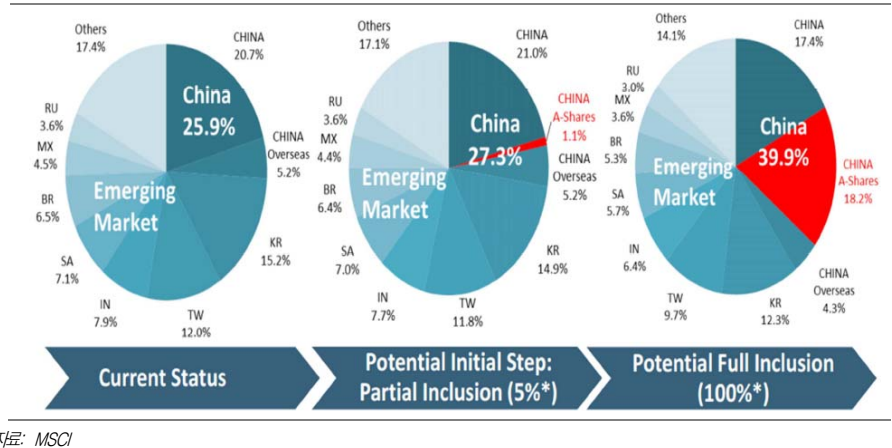 Others
17.4%
CHINA
20.7%
China
25.9%
CHINA
Overseas
5.2%
KR
15.2%
TW
12.0%
IN
7.9%
SA
7.1%
BR
6.5%
MX
4.5%
RU
3.6%
Emerging
Market
Current Status
Others
17.1%
CHINA
21.0%
CHINA
A-Shares
1.1%
China
27.3%
CHINA
Overseas
5.2%
KR
14.9%
TW
11.8%
IN
7.7%
SA
7.0%
BR
6.4%
MX
4.4%
RU
3.6%
Emerging
Market
Potential Initial Step:
Partial Inclusion (5%*)
Others
14.1%
CHINA
17.4%
China
39.9%
CHINA
A-Shares
18.2%
CHINA
Overseas
4.3%
KR
12.3%
TW
9.7%
IN
6.4%
SA
5.7%
BR
5.3%
MX
3.6%
RU
3.0%
Emerging
Market
Potential Full Inclusion
(100%*)
자료: MSCI